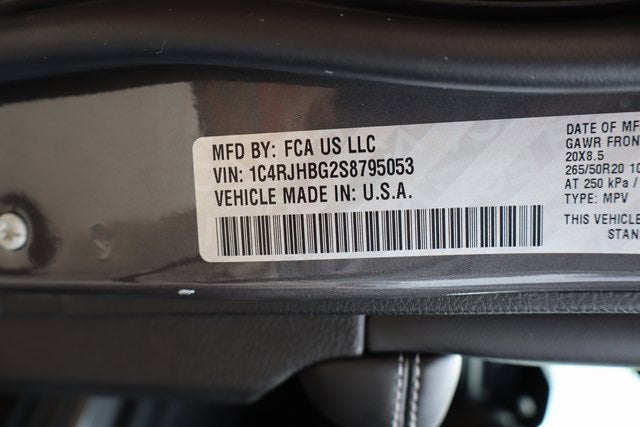 MFD BY: FCA US LLC
VIN: 1C4RJHBG2S8795053
VEHICLE MADE IN: U.S.A.
DATE OF MF
GAWR FRON
20X8.5
265/50R20 10
AT 250 kPa /
TYPE: MPV
THIS VEHICLE
STAN